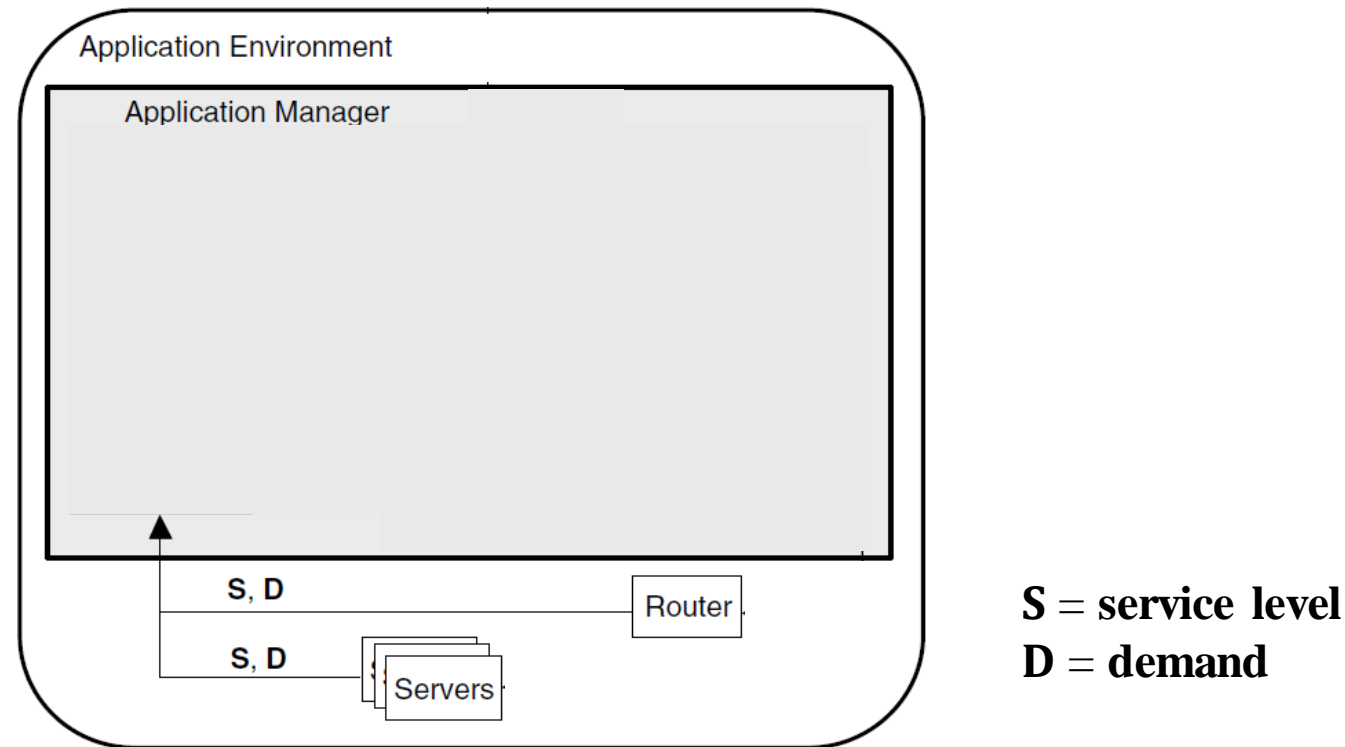 Application Environment
Application Manager
S, D
Router
S, D
Servers
S = service level
D = demand